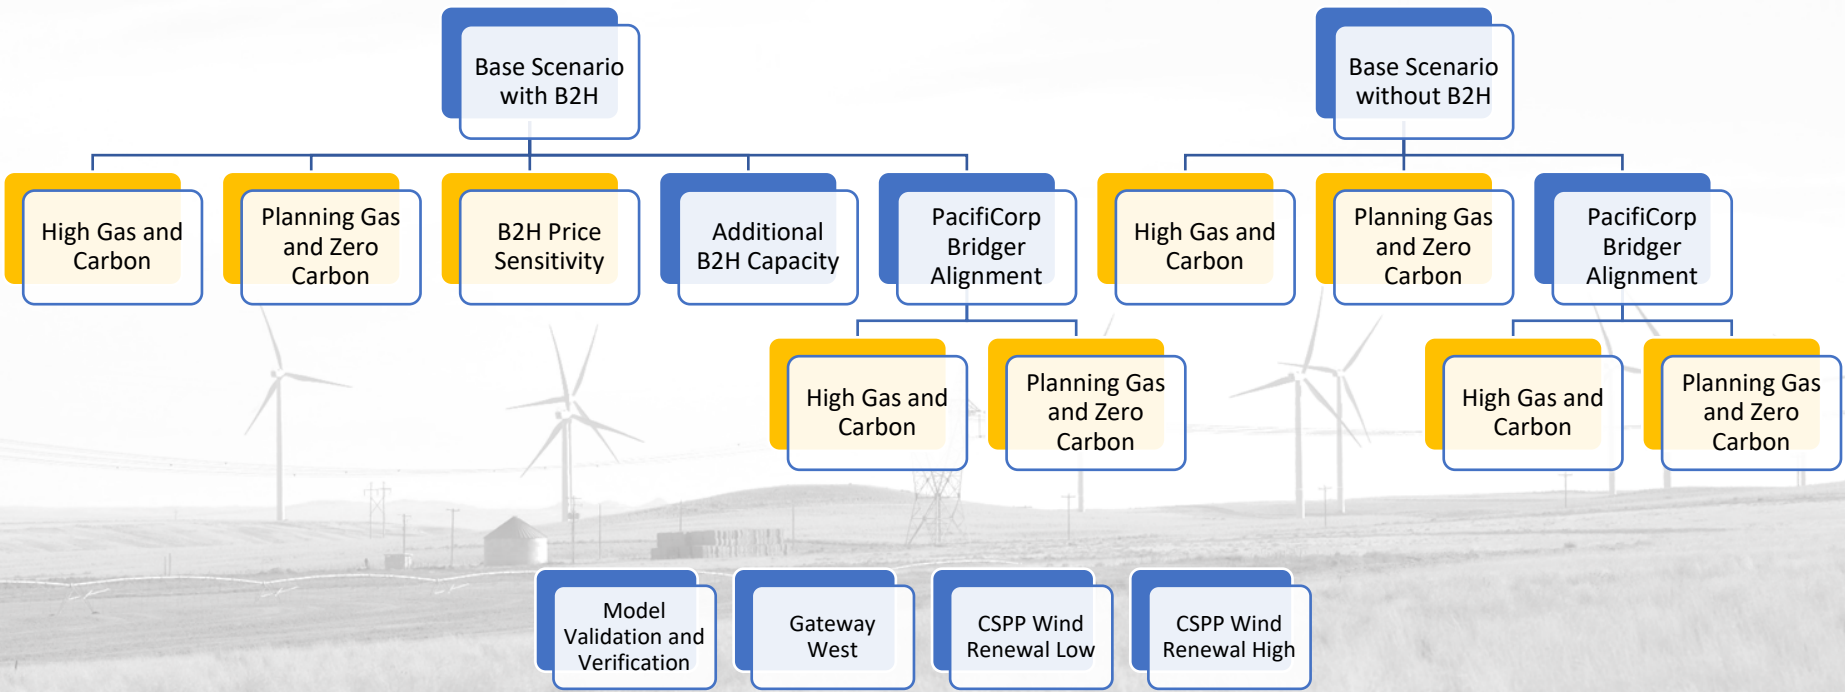 Base Scenario
with B2H
Base Scenario
without B2H
High Gas and
Carbon
Planning Gas
and Zero
Carbon
B2H Price
Sensitivity
Additional
B2H Capacity
PacifiCorp
Bridger
Alignment
High Gas and
Carbon
Planning Gas
and Zero
Carbon
PacifiCorp
Bridger
Alignment
High Gas and
Carbon
Planning Gas
and Zero
Carbon
High Gas and
Carbon
Planning Gas
and Zero
Carbon
Model
Validation and
Verification
Gateway
West
CSPP Wind
Renewal Low
CSPP Wind
Renewal High